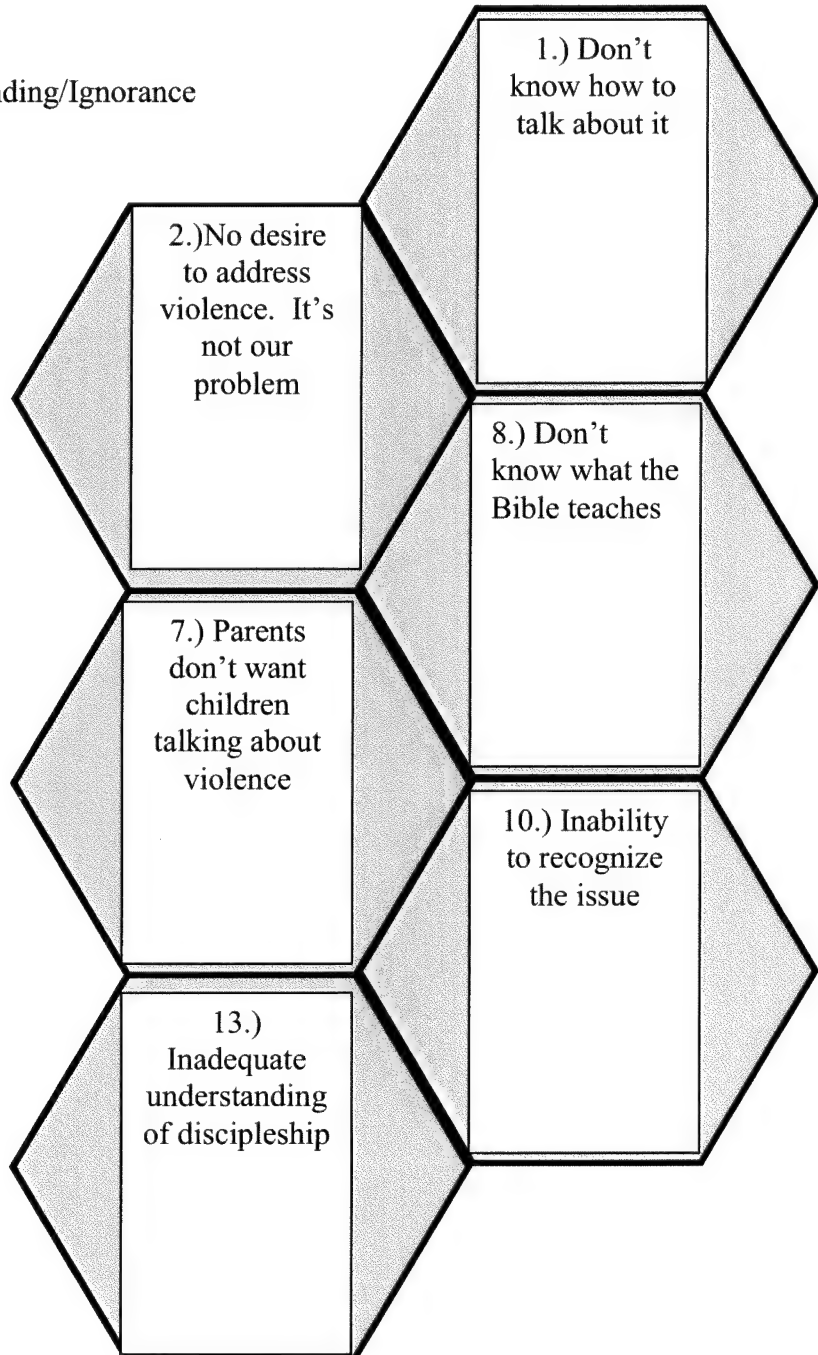 nding/Ignorance
1.) Don't
know how to
talk about it
2.)No desire
to address
violence.  It's
not our
problem
8.) Don't
know what the
Bible teaches
7.) Parents
don't want
children
talking about
violence
10.) Inability
to recognize
the issue
13.)
Inadequate
understanding
of discipleship